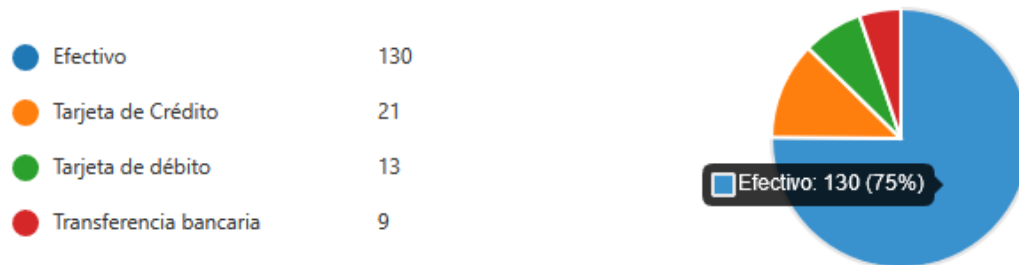 Efectivo 130
Tarjeta de Crédito 21
Tarjeta de débito 13
Transferencia bancaria 9
Efectivo: 130 (75%)